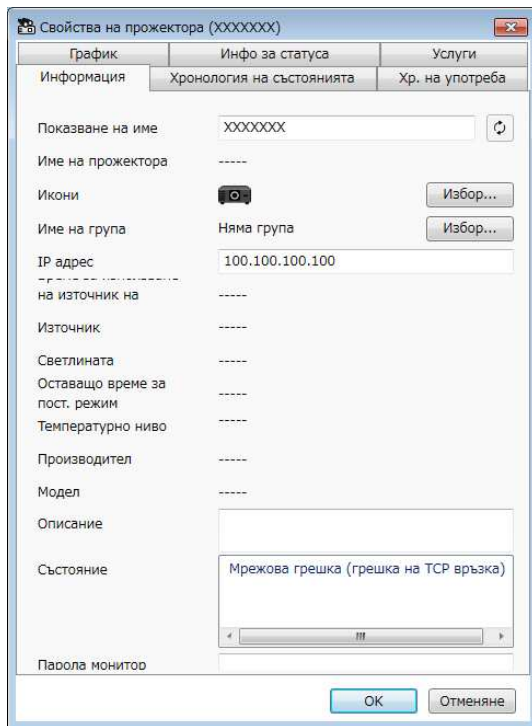 Свойства на прожектора (XXXXXXX)
График Инфо за статуса Услуги
Информация Хронология на състоянията Хр. на употреба
Показване на име XXXXXXX
Име на прожектора -----
Икони Избор...
Име на група Няма група Избор...
IP адрес 100.100.100.100
на източник на -----
Източник -----
Светлината -----
Оставащо време за
пост. режим -----
Температурно ниво -----
Производител -----
Модел -----
Описание
Състояние Мрежова грешка (грешка на TCP връзка)
Парола монитор
OK Отменяне